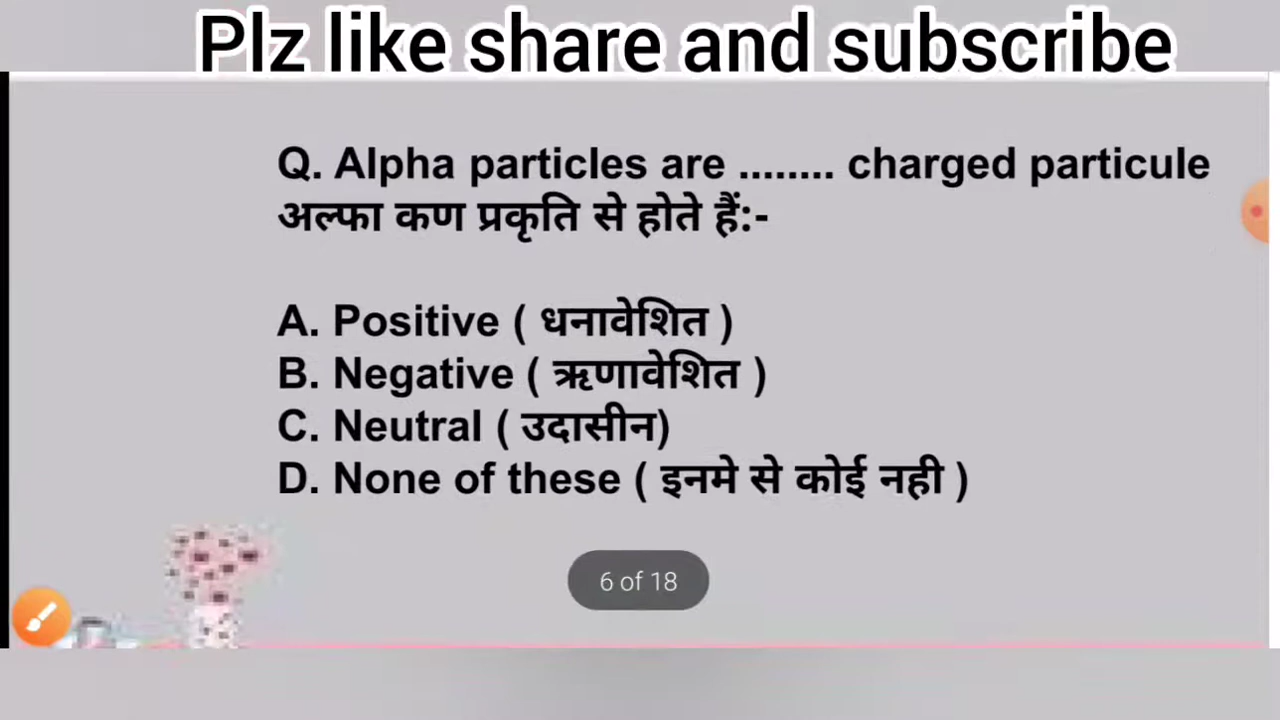 Plz like share and subscribe
Q. Alpha particles are ........ charged particule
अल्फा कण प्रकृति से होते हैं:-
A. Positive ( धनावेशित )
B. Negative ( ऋणावेशित )
C. Neutral ( उदासीन)
D. None of these ( इनमे से कोई नही )
6 of 18